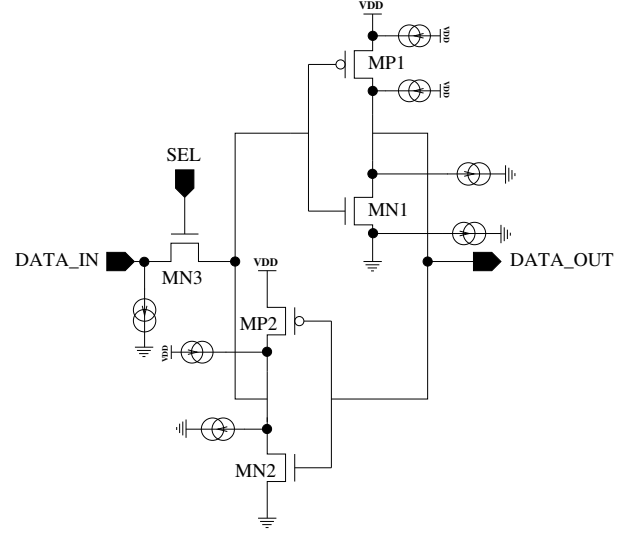 VDD
VDD
MP1
VDD
SEL
MN1
DATA_IN
MN3
VDD
DATA_OUT
MP2
VDD
MN2